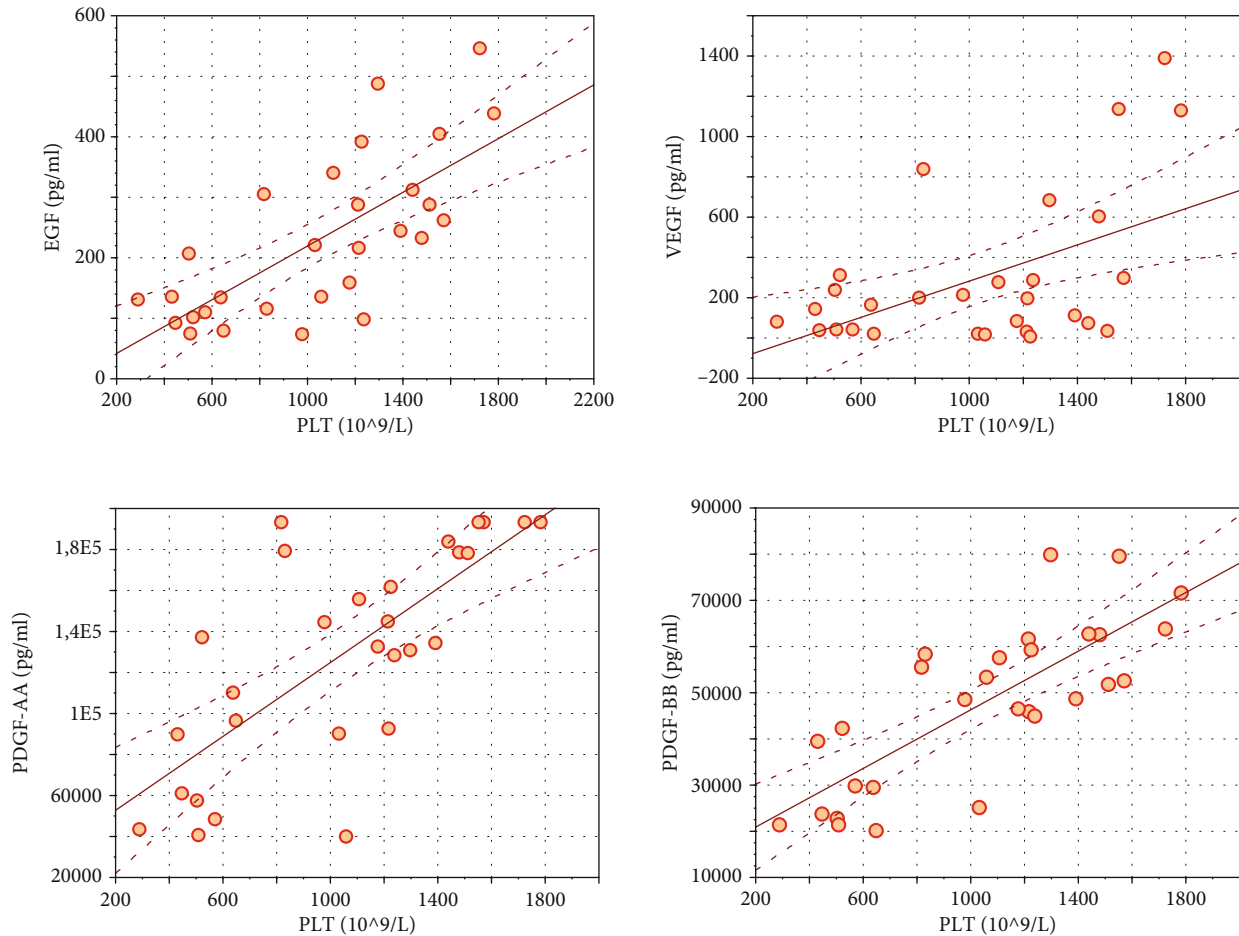 600
400
200
0
EGF (pg/ml)
200 600 1000 1400 1800 2200
PLT (10^9/L)
1400
1000
600
200
–200
VEGF (pg/ml)
200 600 1000 1400 1800
PLT (10^9/L)
1,8E5
1,4E5
1E5
60000
20000
PDGF-AA (pg/ml)
200 600 1000 1400 1800
PLT (10^9/L)
90000
70000
50000
30000
10000
PDGF-BB (pg/ml)
200 600 1000 1400 1800
PLT (10^9/L)